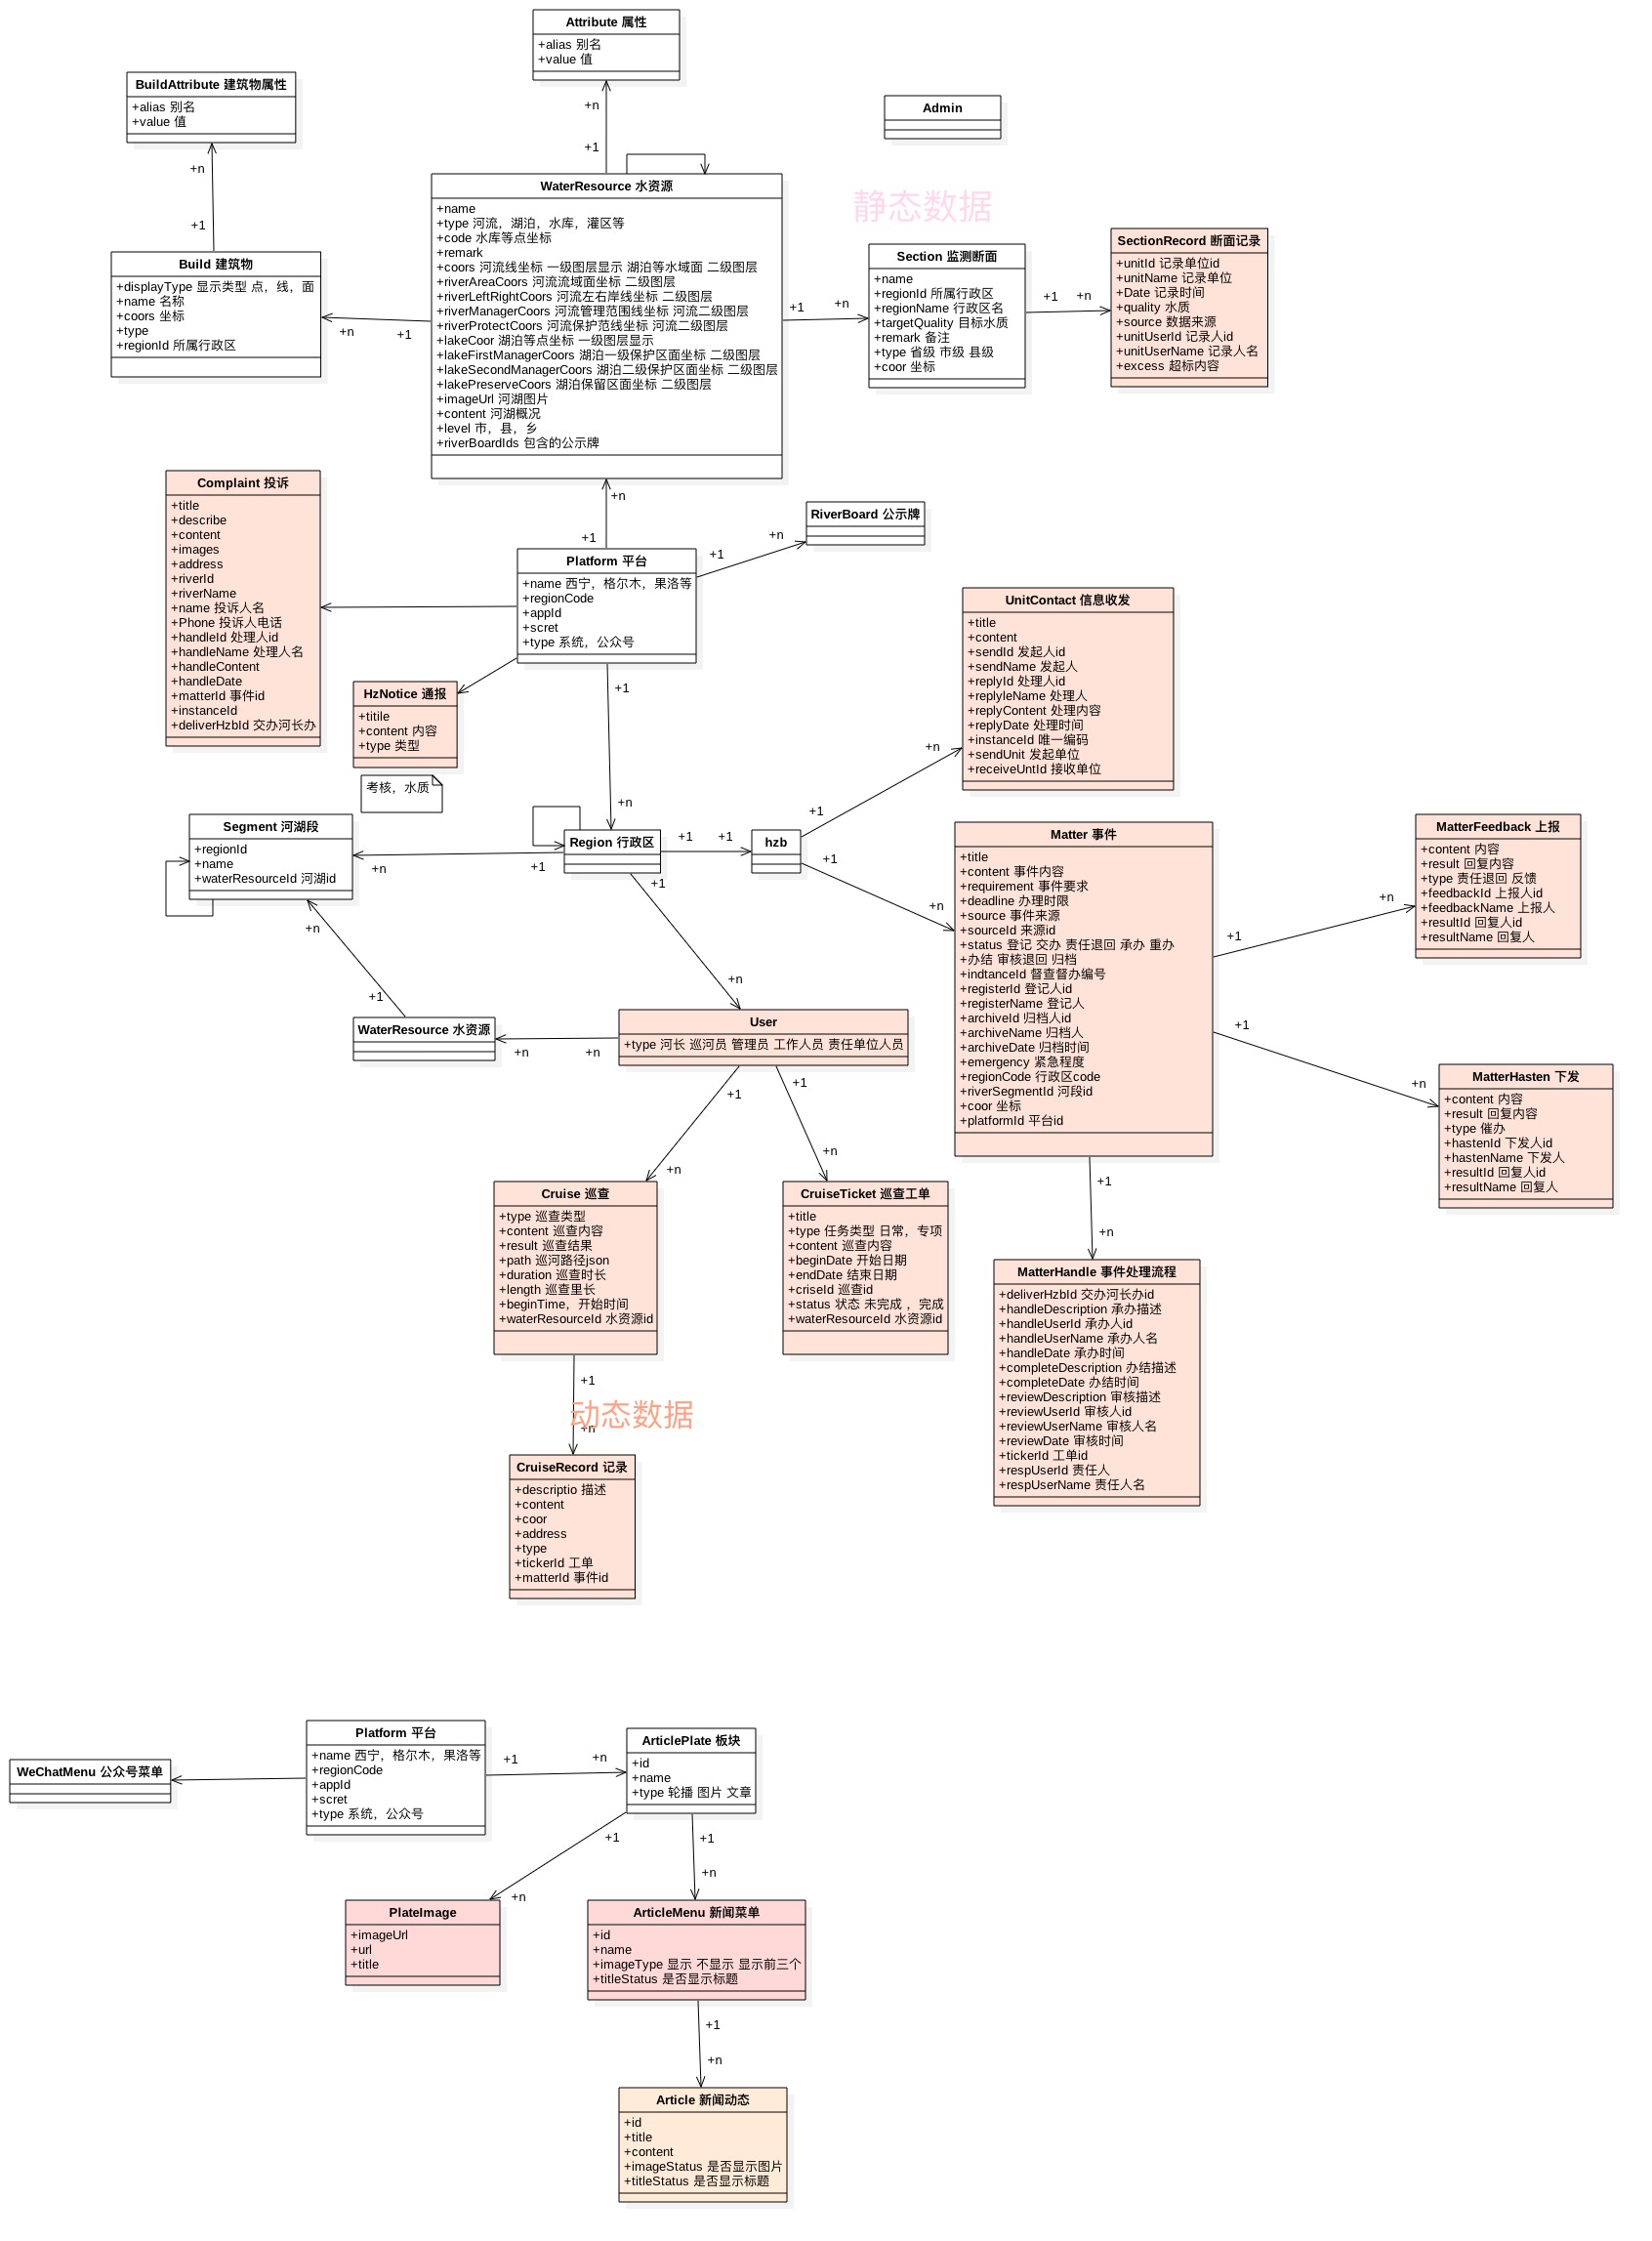 Attribute 属性
+alias 别名
+value 值
BuildAttribute 建筑物属性
+alias 别名
+value 值
Admin
+n
+1
+n
+1
WaterResource 水资源
+name
+type 河流，湖泊，水库，灌区等
+code 水库等点坐标
+remark
+coors 河流线坐标 一级图层显示 湖泊等水域面 二级图层
+riverAreaCoors 河流流域面坐标 二级图层
+riverLeftRightCoors 河流左右岸线坐标 二级图层
+riverManagerCoors 河流管理范围线坐标 河流二级图层
+riverProtectCoors 河流保护范线坐标 河流二级图层
+lakeCoor 湖泊等点坐标 一级图层显示
+lakeFirstManagerCoors 湖泊一级保护区面坐标 二级图层
+lakeSecondManagerCoors 湖泊二级保护区面坐标 二级图层
+lakePreserveCoors 湖泊保留区面坐标 二级图层
+imageUrl 河湖图片
+content 河湖概况
+level 市，县，乡
+riverBoardIds 包含的公示牌
静态数据
Build 建筑物
+displayType 显示类型 点，线，面
+name 名称
+coors 坐标
+type
+regionId 所属行政区
+n
+1
+1
+n
Section 监测断面
+name
+regionId 所属行政区
+regionName 行政区名
+targetQuality 目标水质
+remark 备注
+type 省级 市级 县级
+coor 坐标
+1
+n
SectionRecord 断面记录
+unitId 记录单位id
+unitName 记录单位
+Date 记录时间
+quality 水质
+source 数据来源
+unitUserId 记录人id
+unitUserName 记录人名
+excess 超标内容
Complaint 投诉
+title
+describe
+content
+images
+address
+riverId
+riverName
+name 投诉人名
+Phone 投诉人电话
+handleId 处理人id
+handleName 处理人名
+handleContent
+handleDate
+matterId 事件id
+instanceId
+deliverHzbId 交办河长办
+n
+1
Platform 平台
+name 西宁，格尔木，果洛等
+regionCode
+appId
+scret
+type 系统，公众号
+1
+n
RiverBoard 公示牌
HzNotice 通报
+titile
+content 内容
+type 类型
考核，水质
+1
+n
UnitContact 信息收发
+title
+content
+sendId 发起人id
+sendName 发起人
+replyId 处理人id
+replyleName 处理人
+replyContent 处理内容
+replyDate 处理时间
+instanceId 唯一编码
+sendUnit 发起单位
+receiveUntId 接收单位
Segment 河湖段
+regionId
+name
+waterResourceId 河湖id
+n
+1
Region 行政区
+1
+1
hzb
+1
+n
+1
+n
+1
+n
Matter 事件
+title
+content 事件内容
+requirement 事件要求
+deadline 办理时限
+source 事件来源
+sourceId 来源id
+status 登记 交办 责任退回 承办 重办
+办结 审核退回 归档
+indtanceId 督查督办编号
+registerId 登记人id
+registerName 登记人
+archiveId 归档人id
+archiveName 归档人
+archiveDate 归档时间
+emergency 紧急程度
+regionCode 行政区code
+riverSegmentId 河段id
+coor 坐标
+platformId 平台id
+1
+n
MatterFeedback 上报
+content 内容
+result 回复内容
+type 责任退回 反馈
+feedbackId 上报人id
+feedbackName 上报人
+resultId 回复人id
+resultName 回复人
+1
+n
MatterHasten 下发
+content 内容
+result 回复内容
+type 催办
+hastenId 下发人id
+hastenName 下发人
+resultId 回复人id
+resultName 回复人
+n
+1
WaterResource 水资源
+n
+n
User
+type 河长 巡河员 管理员 工作人员 责任单位人员
+1
+n
+1
+n
Cruise 巡查
+type 巡查类型
+content 巡查内容
+result 巡查结果
+path 巡河路径json
+duration 巡查时长
+length 巡查里长
+beginTime，开始时间
+waterResourceId 水资源id
CruiseTicket 巡查工单
+title
+type 任务类型 日常，专项
+content 巡查内容
+beginDate 开始日期
+endDate 结束日期
+criseId 巡查id
+status 状态 未完成 ，完成
+waterResourceId 水资源id
+1
+n
MatterHandle 事件处理流程
+deliverHzbId 交办河长办id
+handleDescription 承办描述
+handleUserId 承办人id
+handleUserName 承办人名
+handleDate 承办时间
+completeDescription 办结描述
+completeDate 办结时间
+reviewDescription 审核描述
+reviewUserId 审核人id
+reviewUserName 审核人名
+reviewDate 审核时间
+tickerId 工单id
+respUserId 责任人
+respUserName 责任人名
+1
动态数据
+n
CruiseRecord 记录
+descriptio 描述
+content
+coor
+address
+type
+tickerId 工单
+matterId 事件id
WeChatMenu 公众号菜单
Platform 平台
+name 西宁，格尔木，果洛等
+regionCode
+appId
+scret
+type 系统，公众号
+1
+n
ArticlePlate 板块
+id
+name
+type 轮播 图片 文章
+1
+n
+1
+n
PlateImage
+imageUrl
+url
+title
ArticleMenu 新闻菜单
+id
+name
+imageType 显示 不显示 显示前三个
+titleStatus 是否显示标题
+1
+n
Article 新闻动态
+id
+title
+content
+imageStatus 是否显示图片
+titleStatus 是否显示标题